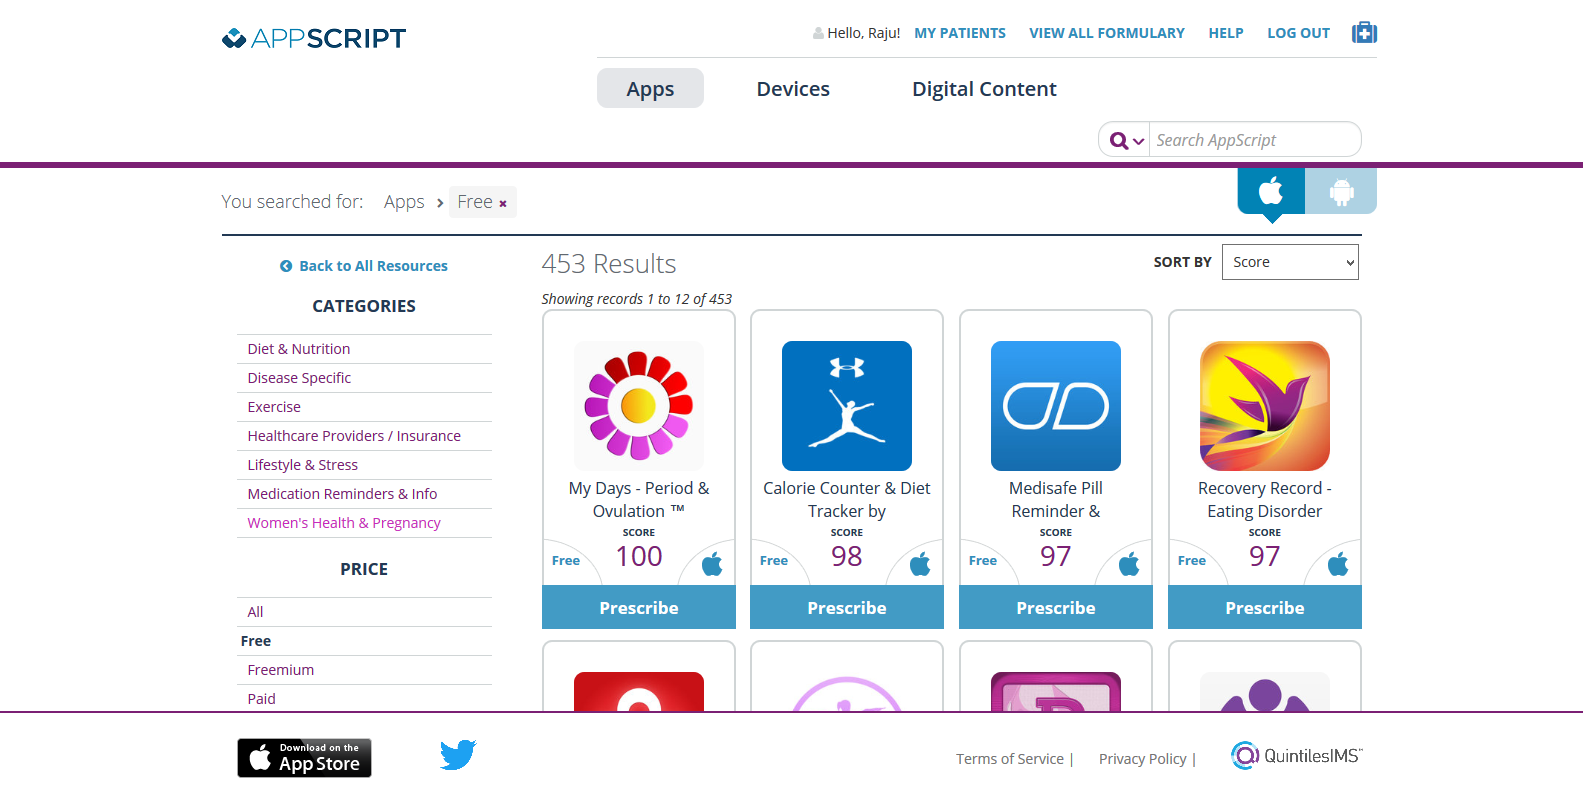 APPSCRIPT
Hello, Raju! MY PATIENTS VIEW ALL FORMULARY HELP LOG OUT
Apps Devices Digital Content
Search AppScript
You searched for: Apps Free
453 Results
SORT BY Score
Showing records 1 to 12 of 453
Back to All Resources
CATEGORIES
Diet & Nutrition
Disease Specific
Exercise
Healthcare Providers / Insurance
Lifestyle & Stress
Medication Reminders & Info
Women's Health & Pregnancy
PRICE
All
Free
Freemium
Paid
My Days - Period &
Ovulation ™
SCORE
Free 100
Prescribe
Calorie Counter & Diet
Tracker by
SCORE
Free 98
Prescribe
Medisafe Pill
Reminder &
SCORE
Free 97
Prescribe
Recovery Record -
Eating Disorder
SCORE
Free 97
Prescribe
Download on the
App Store
Terms of Service |
Privacy Policy |
QuintilesIMS™